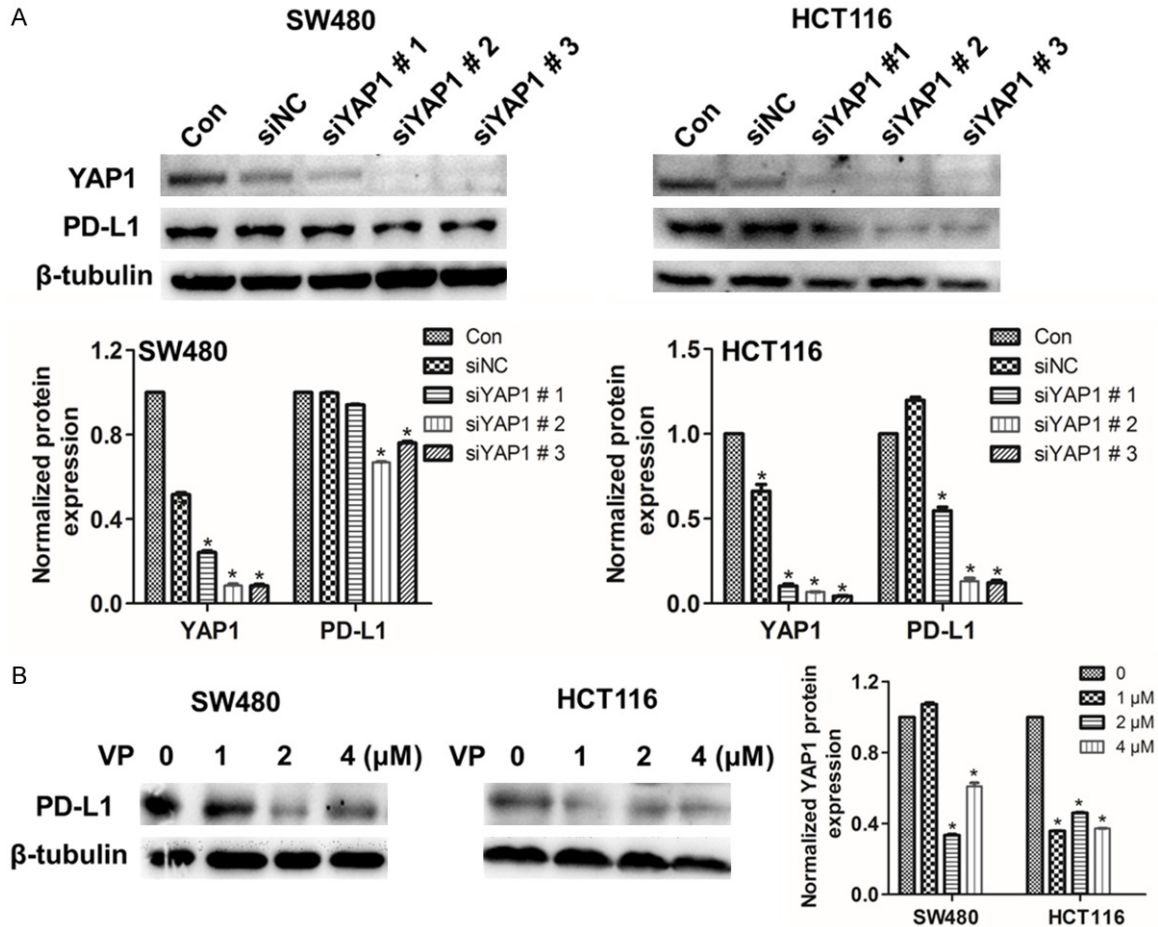 A
SW480
HCT116
Con siNC siYAP1 # 1 siYAP1 # 2 siYAP1 # 3
Con siNC siYAP1 #1 siYAP1 # 2 siYAP1 # 3
YAP1
PD-L1
β-tubulin
SW480
Normalized protein
expression
1.2
0.8
0.4
0.0
YAP1 PD-L1
* * * * *
Con
siNC
siYAP1 # 1
siYAP1 # 2
siYAP1 # 3
HCT116
Normalized protein
expression
1.5
1.0
0.5
0.0
YAP1 PD-L1
* * * * * * *
Con
siNC
siYAP1 # 1
siYAP1 # 2
siYAP1 # 3
B
SW480
VP 0 1 2 4 (μM)
HCT116
VP 0 1 2 4 (μM)
PD-L1
β-tubulin
Normalized YAP1 protein
expression
1.2
0.8
0.4
0.0
SW480 HCT116
* * * * *
0
1 μM
2 μM
4 μM